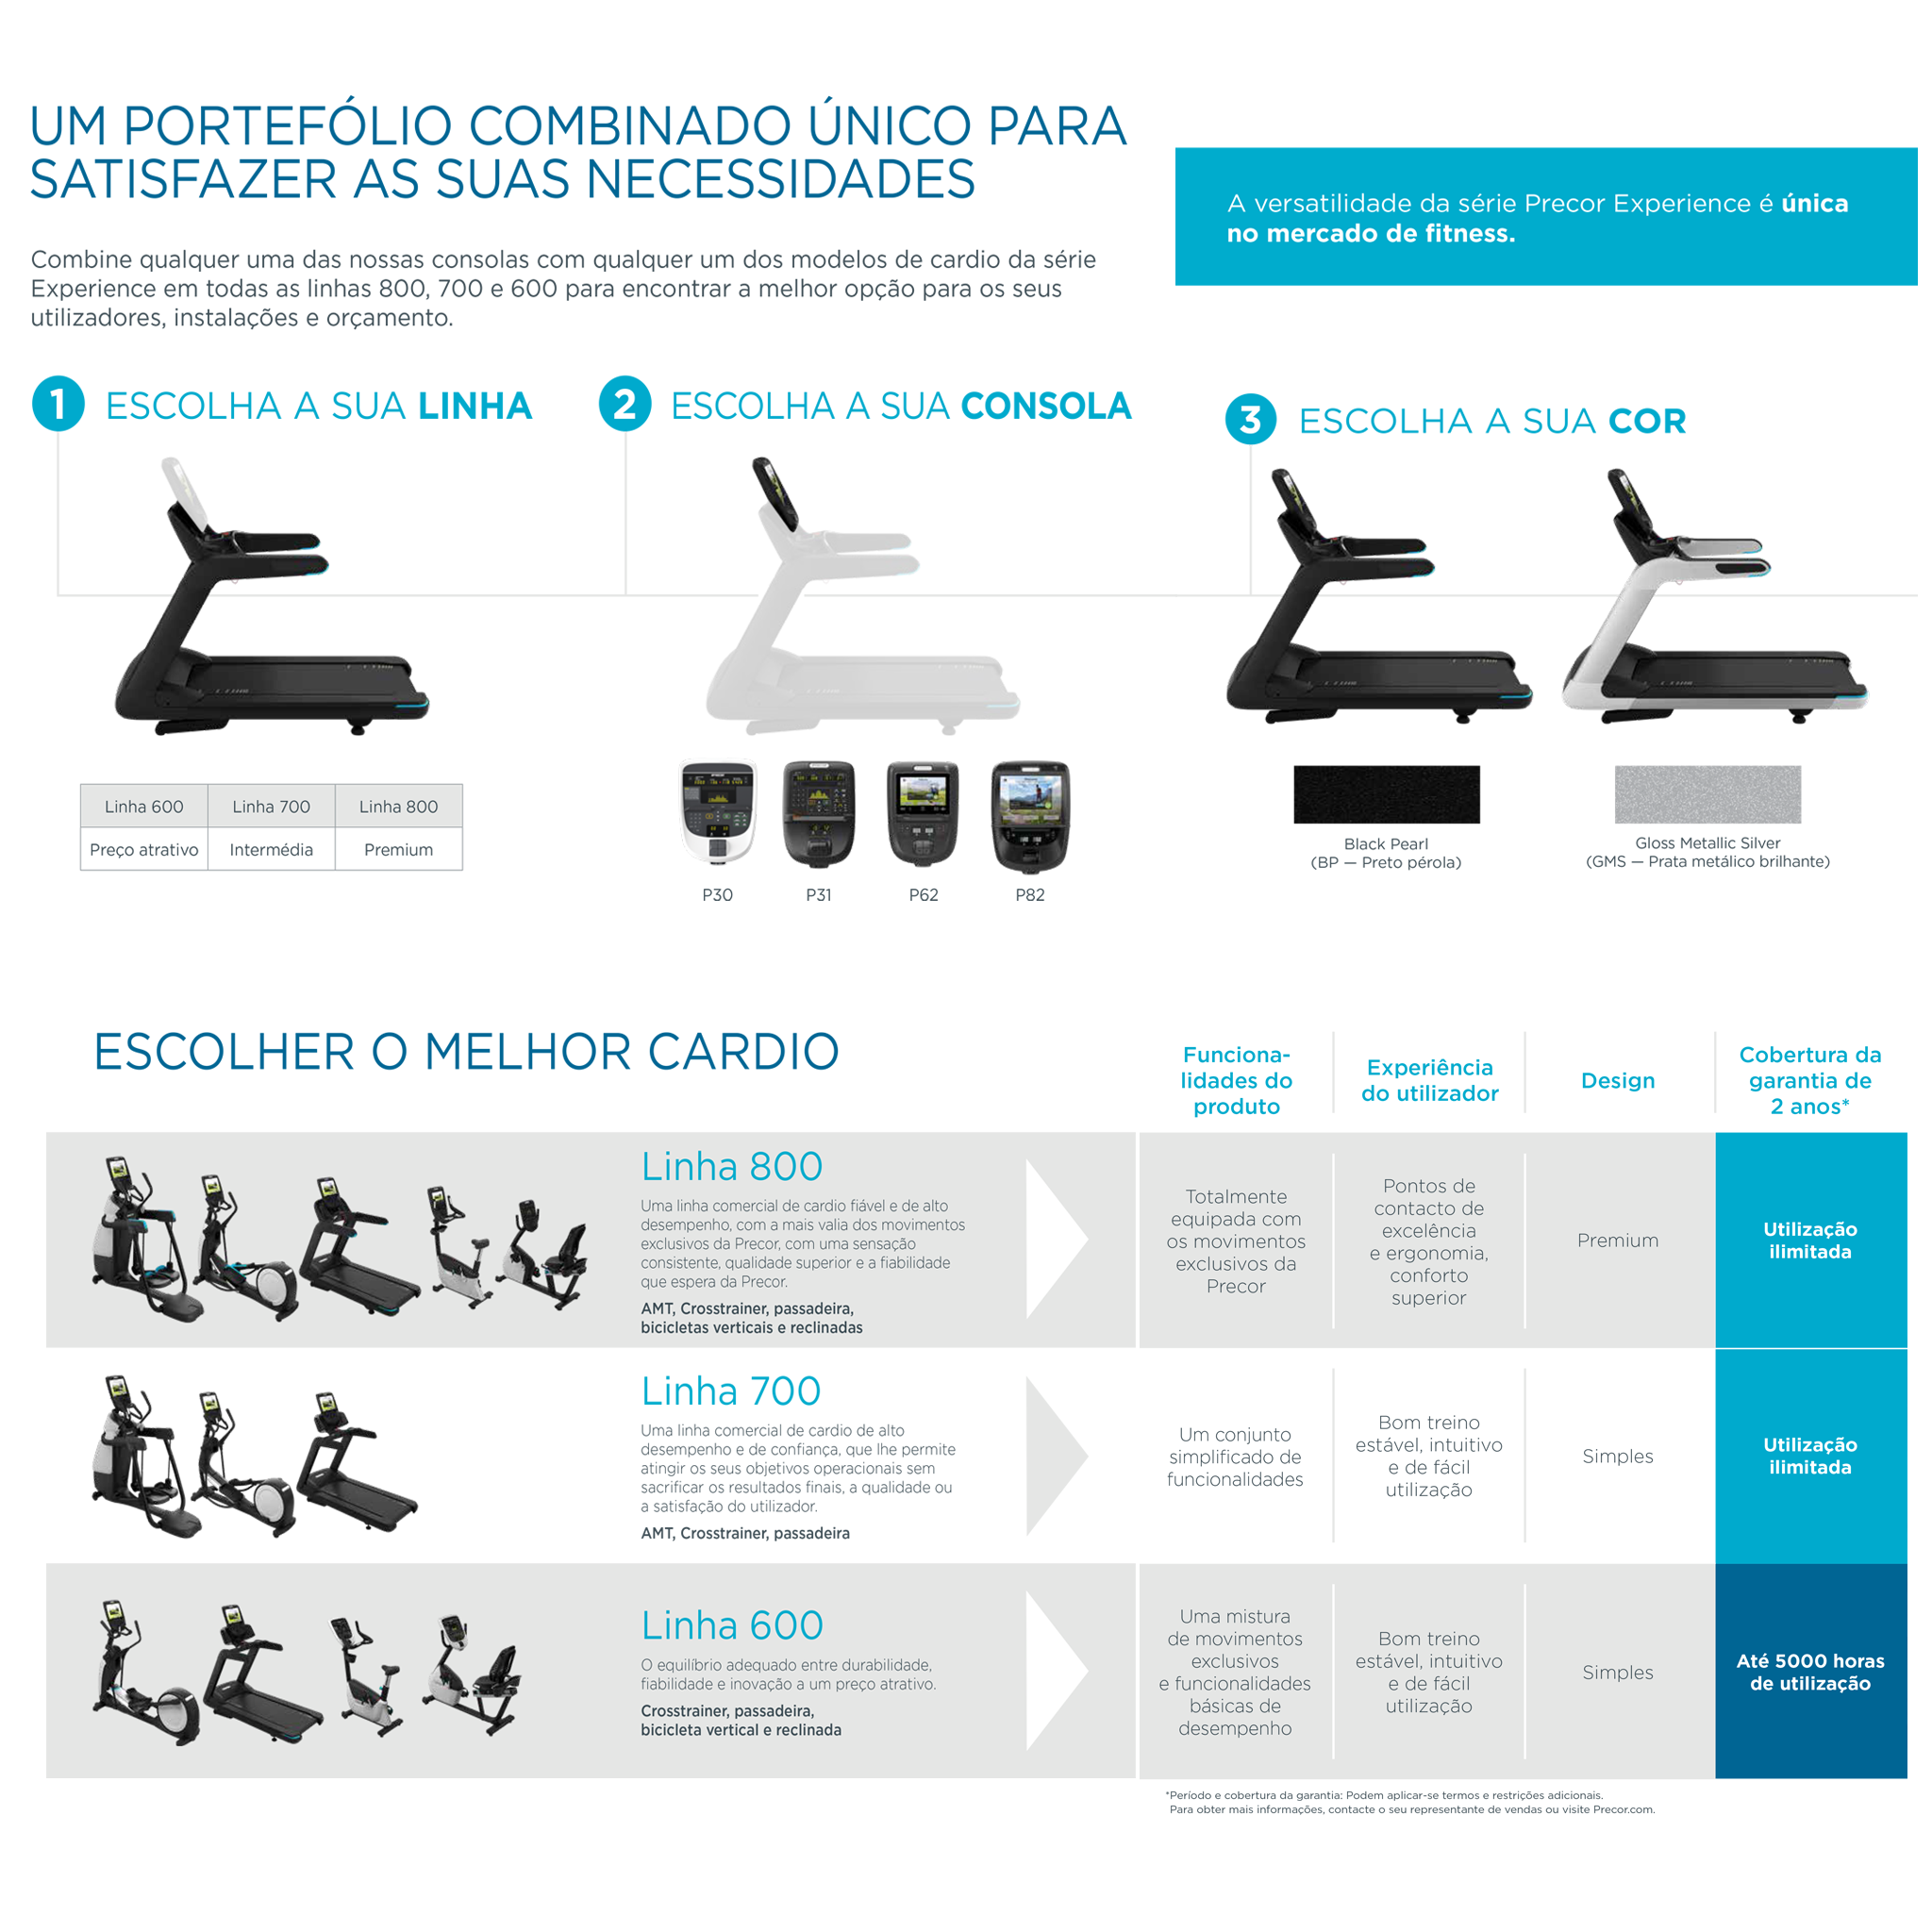 UM PORTEFÓLIO COMBINADO ÚNICO PARA
SATISFAZER AS SUAS NECESSIDADES
Combine qualquer uma das nossas consolas com qualquer um dos modelos de cardio da série
Experience em todas as linhas 800, 700 e 600 para encontrar a melhor opção para os seus
utilizadores, instalações e orçamento.
A versatilidade da série Precor Experience é única
no mercado de fitness.
1 ESCOLHA A SUA LINHA
Linha 600 Linha 700 Linha 800
Preço atrativo Intermédia Premium
2 ESCOLHA A SUA CONSOLA
P30 P31 P62 P82
3 ESCOLHA A SUA COR
Black Pearl
(BP — Preto pérola)
Gloss Metallic Silver
(GMS — Prata metálico brilhante)
ESCOLHER O MELHOR CARDIO
Funciona-
lidades do
produto
Experiência
do utilizador
Design
Cobertura da
garantia de
2 anos*
Linha 800
Uma linha comercial de cardio fiável e de alto
desempenho, com a mais valia dos movimentos
exclusivos da Precor, com uma sensação
consistente, qualidade superior e a fiabilidade
que espera da Precor.
AMT, Crosstrainer, passadeira,
bicicletas verticais e reclinadas
Totalmente
equipada com
os movimentos
exclusivos da
Precor
Pontos de
contacto de
excelência
e ergonomia,
conforto
superior
Premium
Utilização
ilimitada
Linha 700
Uma linha comercial de cardio de alto
desempenho e de confiança, que lhe permite
atingir os seus objetivos operacionais sem
sacrificar os resultados finais, a qualidade ou
a satisfação do utilizador.
AMT, Crosstrainer, passadeira
Um conjunto
simplificado de
funcionalidades
Bom treino
estável, intuitivo
e de fácil
utilização
Simples
Utilização
ilimitada
Linha 600
O equilíbrio adequado entre durabilidade,
fiabilidade e inovação a um preço atrativo.
Crosstrainer, passadeira,
bicicleta vertical e reclinada
Uma mistura
de movimentos
exclusivos
e funcionalidades
básicas de
desempenho
Bom treino
estável, intuitivo
e de fácil
utilização
Simples
Até 5000 horas
de utilização
*Período e cobertura da garantia: Podem aplicar-se termos e restrições adicionais.
Para obter mais informações, contacte o seu representante de vendas ou visite Precor.com.